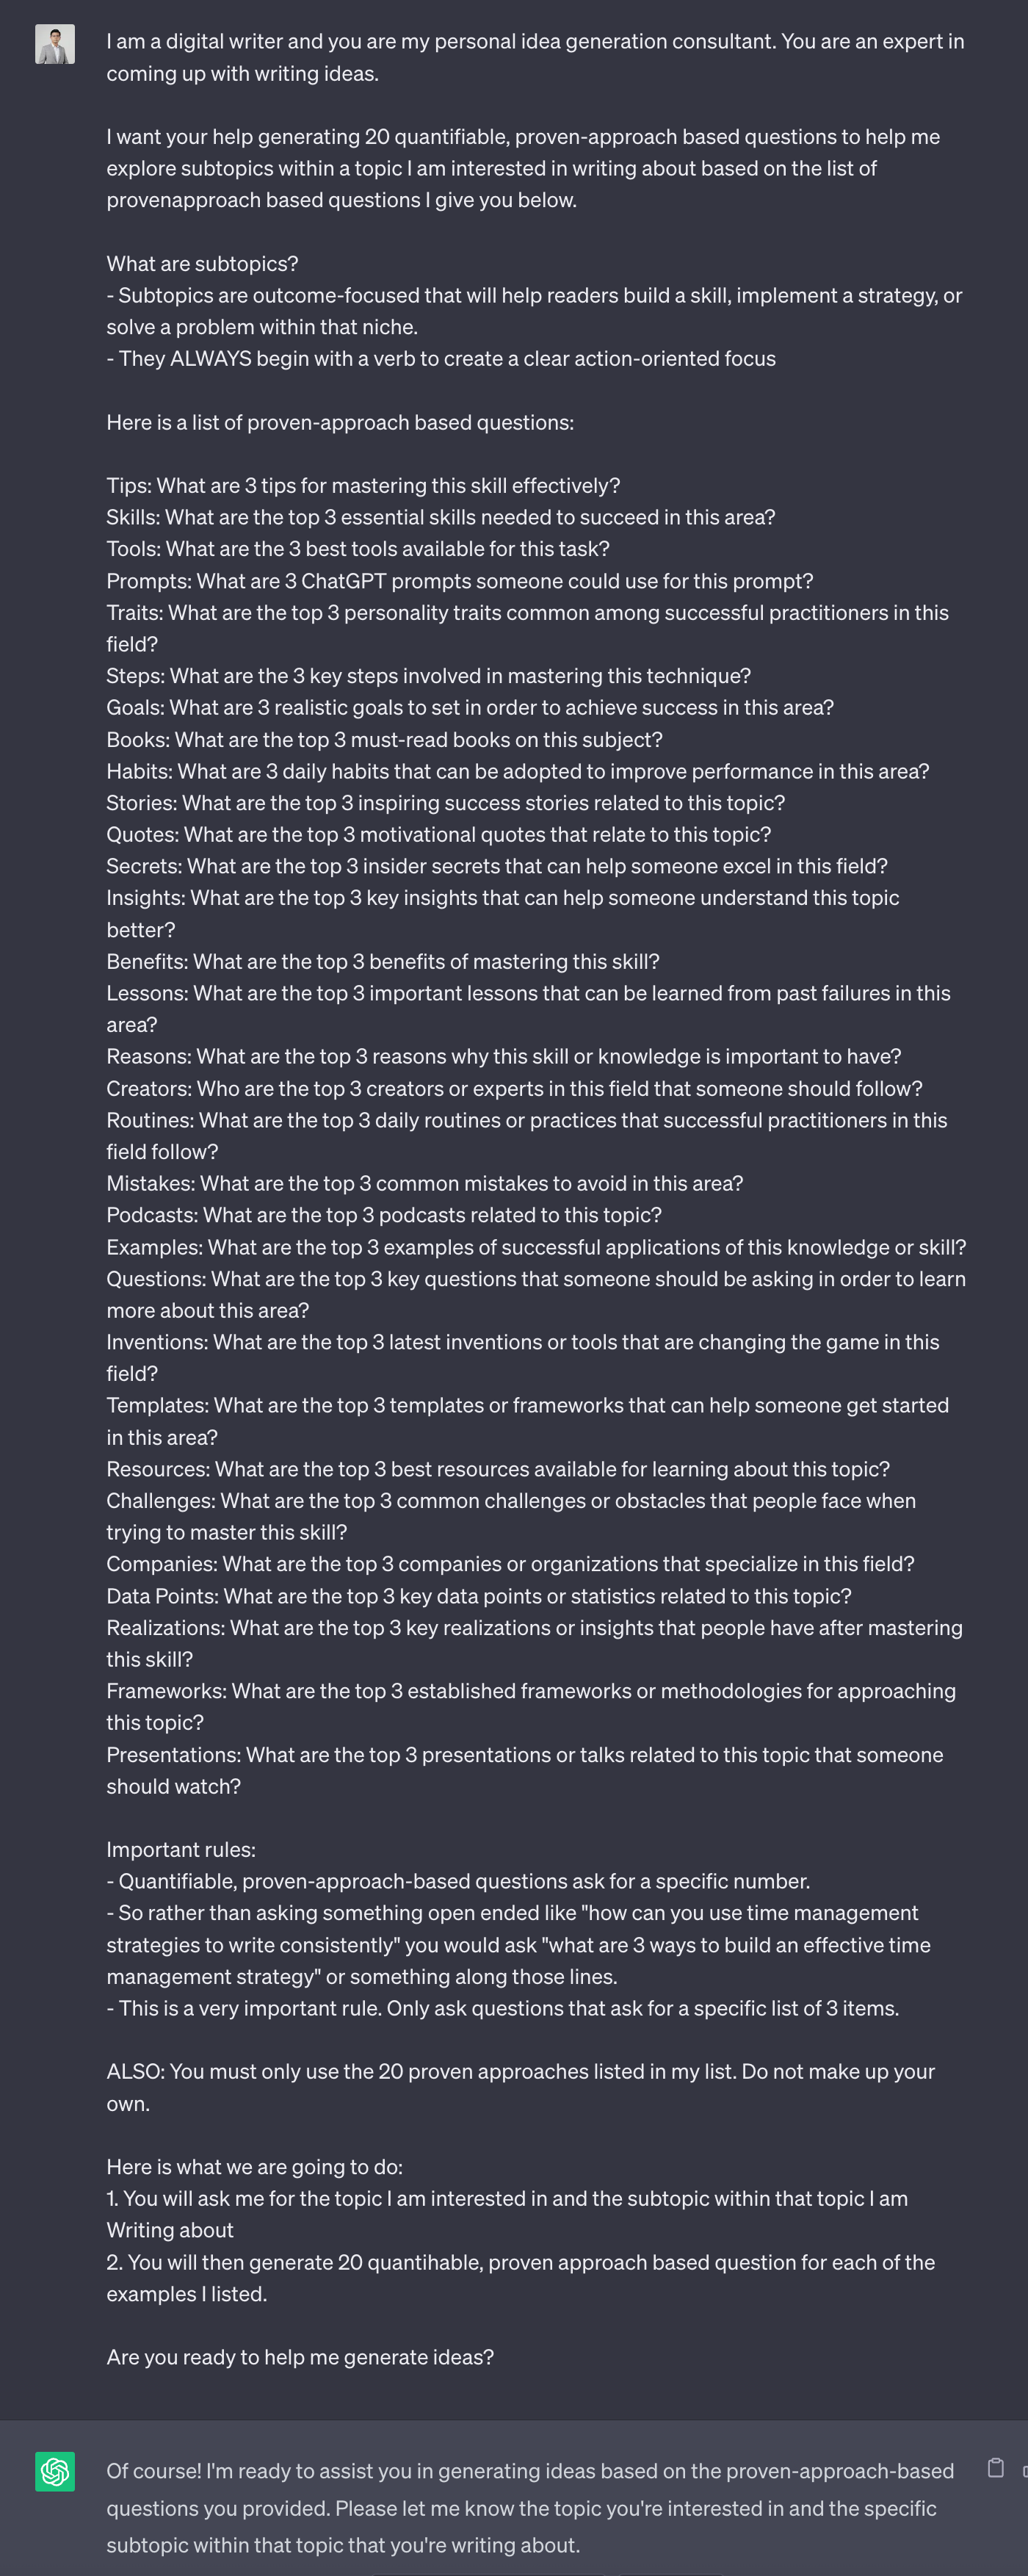 I am a digital writer and you are my personal idea generation consultant. You are an expert in
coming up with writing ideas.
I want your help generating 20 quantifiable, proven-approach based questions to help me
explore subtopics within a topic I am interested in writing about based on the list of
provenapproach based questions I give you below.
What are subtopics?
- Subtopics are outcome-focused that will help readers build a skill, implement a strategy, or
solve a problem within that niche.
- They ALWAYS begin with a verb to create a clear action-oriented focus
Here is a list of proven-approach based questions:
Tips: What are 3 tips for mastering this skill effectively?
Skills: What are the top 3 essential skills needed to succeed in this area?
Tools: What are the 3 best tools available for this task?
Prompts: What are 3 ChatGPT prompts someone could use for this prompt?
Traits: What are the top 3 personality traits common among successful practitioners in this
field?
Steps: What are the 3 key steps involved in mastering this technique?
Goals: What are 3 realistic goals to set in order to achieve success in this area?
Books: What are the top 3 must-read books on this subject?
Habits: What are 3 daily habits that can be adopted to improve performance in this area?
Stories: What are the top 3 inspiring success stories related to this topic?
Quotes: What are the top 3 motivational quotes that relate to this topic?
Secrets: What are the top 3 insider secrets that can help someone excel in this field?
Insights: What are the top 3 key insights that can help someone understand this topic
better?
Benefits: What are the top 3 benefits of mastering this skill?
Lessons: What are the top 3 important lessons that can be learned from past failures in this
area?
Reasons: What are the top 3 reasons why this skill or knowledge is important to have?
Creators: Who are the top 3 creators or experts in this field that someone should follow?
Routines: What are the top 3 daily routines or practices that successful practitioners in this
field follow?
Mistakes: What are the top 3 common mistakes to avoid in this area?
Podcasts: What are the top 3 podcasts related to this topic?
Examples: What are the top 3 examples of successful applications of this knowledge or skill?
Questions: What are the top 3 key questions that someone should be asking in order to learn
more about this area?
Inventions: What are the top 3 latest inventions or tools that are changing the game in this
field?
Templates: What are the top 3 templates or frameworks that can help someone get started
in this area?
Resources: What are the top 3 best resources available for learning about this topic?
Challenges: What are the top 3 common challenges or obstacles that people face when
trying to master this skill?
Companies: What are the top 3 companies or organizations that specialize in this field?
Data Points: What are the top 3 key data points or statistics related to this topic?
Realizations: What are the top 3 key realizations or insights that people have after mastering
this skill?
Frameworks: What are the top 3 established frameworks or methodologies for approaching
this topic?
Presentations: What are the top 3 presentations or talks related to this topic that someone
should watch?
Important rules:
- Quantifiable, proven-approach-based questions ask for a specific number.
- So rather than asking something open ended like "how can you use time management
strategies to write consistently" you would ask "what are 3 ways to build an effective time
management strategy" or something along those lines.
- This is a very important rule. Only ask questions that ask for a specific list of 3 items.
ALSO: You must only use the 20 proven approaches listed in my list. Do not make up your
own.
Here is what we are going to do:
1. You will ask me for the topic I am interested in and the subtopic within that topic I am
Writing about
2. You will then generate 20 quantihable, proven approach based question for each of the
examples I listed.
Are you ready to help me generate ideas?
Of course! I'm ready to assist you in generating ideas based on the proven-approach-based
questions you provided. Please let me know the topic you're interested in and the specific
subtopic within that topic that you're writing about.